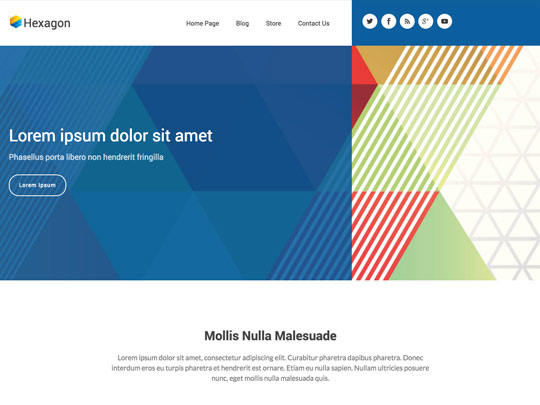 Hexagon
Home Page Blog Store Contact Us
Lorem ipsum dolor sit amet
Phasellus porta libero non hendrerit fringilla
Lorem Ipsum
Mollis Nulla Malesuade
Lorem ipsum dolor sit amet, consectetur adipiscing elit. Curabitur pharetra dapibus pharetra. Donec
interdum eros eu turpis pharetra et hendrerit est ornare. Etiam eu nulla sapien. Nullam ultricies posuere
nunc, eget mollis nulla malesuada quis.